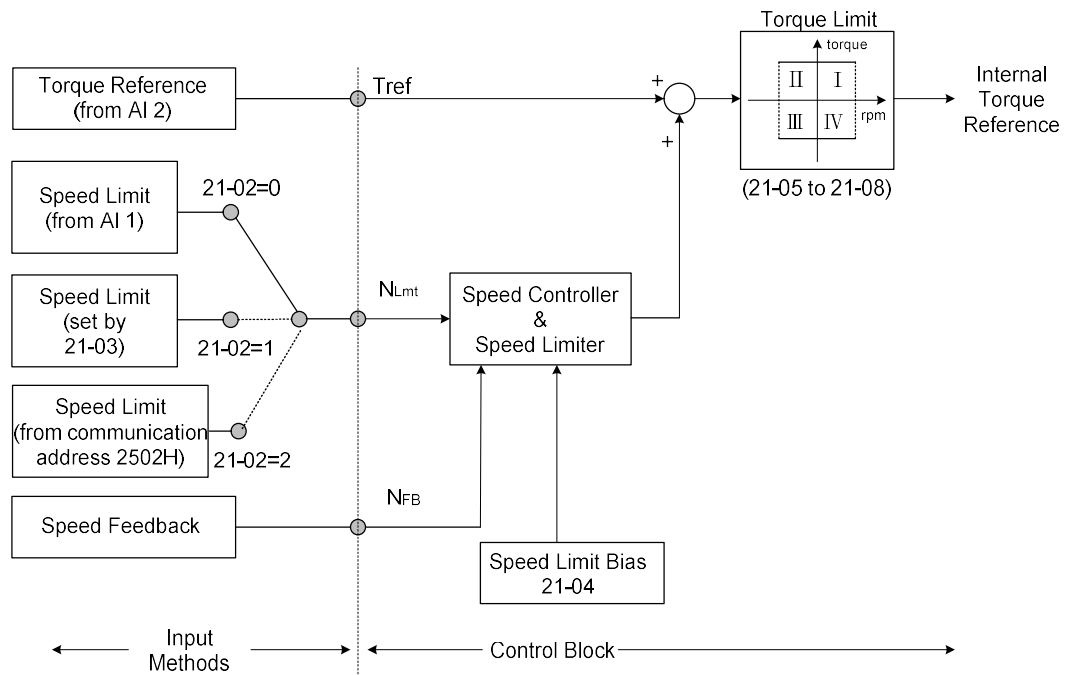 Torque Limit
torque
II I
rpm
III IV
(21-05 to 21-08)
Internal
Torque
Reference
Torque Reference
(from AI 2)
Tref
+
+
Speed Limit
(from AI 1)
21-02=0
Speed Limit
(set by
21-03)
21-02=1
NLmt
Speed Controller
&
Speed Limiter
Speed Limit
(from communication
address 2502H)
21-02=2
Speed Feedback
NFB
Speed Limit Bias
21-04
Input
Methods
Control Block